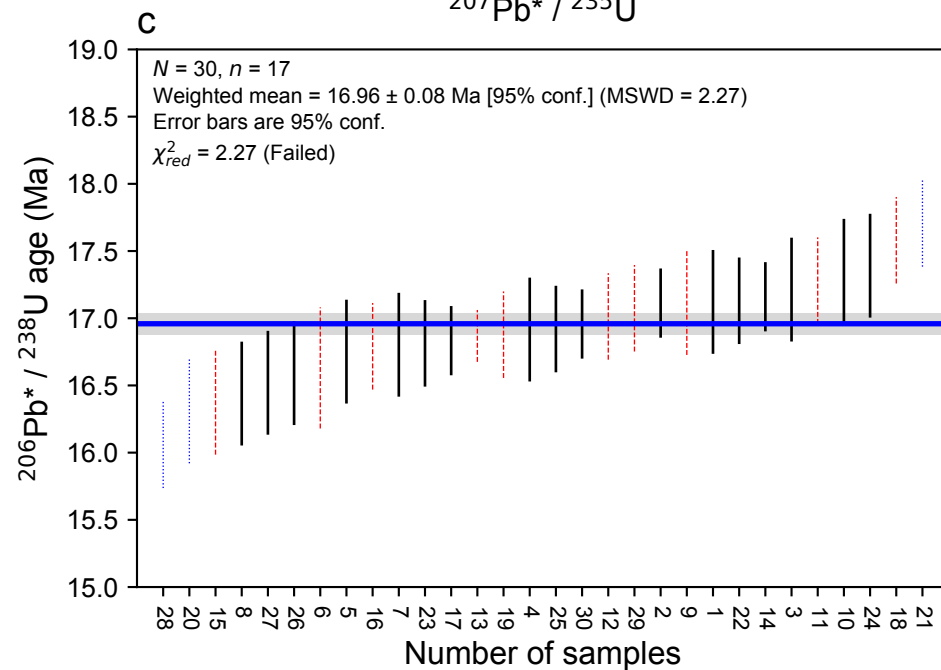 ²⁰⁷Pb* / ²³⁵U
c
N = 30, n = 17
Weighted mean = 16.96 ± 0.08 Ma [95% conf.] (MSWD = 2.27)
Error bars are 95% conf.
χ²red = 2.27 (Failed)
²⁰⁶Pb* / ²³⁸U age (Ma)
19.0
18.5
18.0
17.5
17.0
16.5
16.0
15.5
15.0
28 20 15 8 27 26 6 5 16 7 23 17 13 19 4 25 30 12 29 2 9 1 22 14 3 11 10 24 18 21
Number of samples